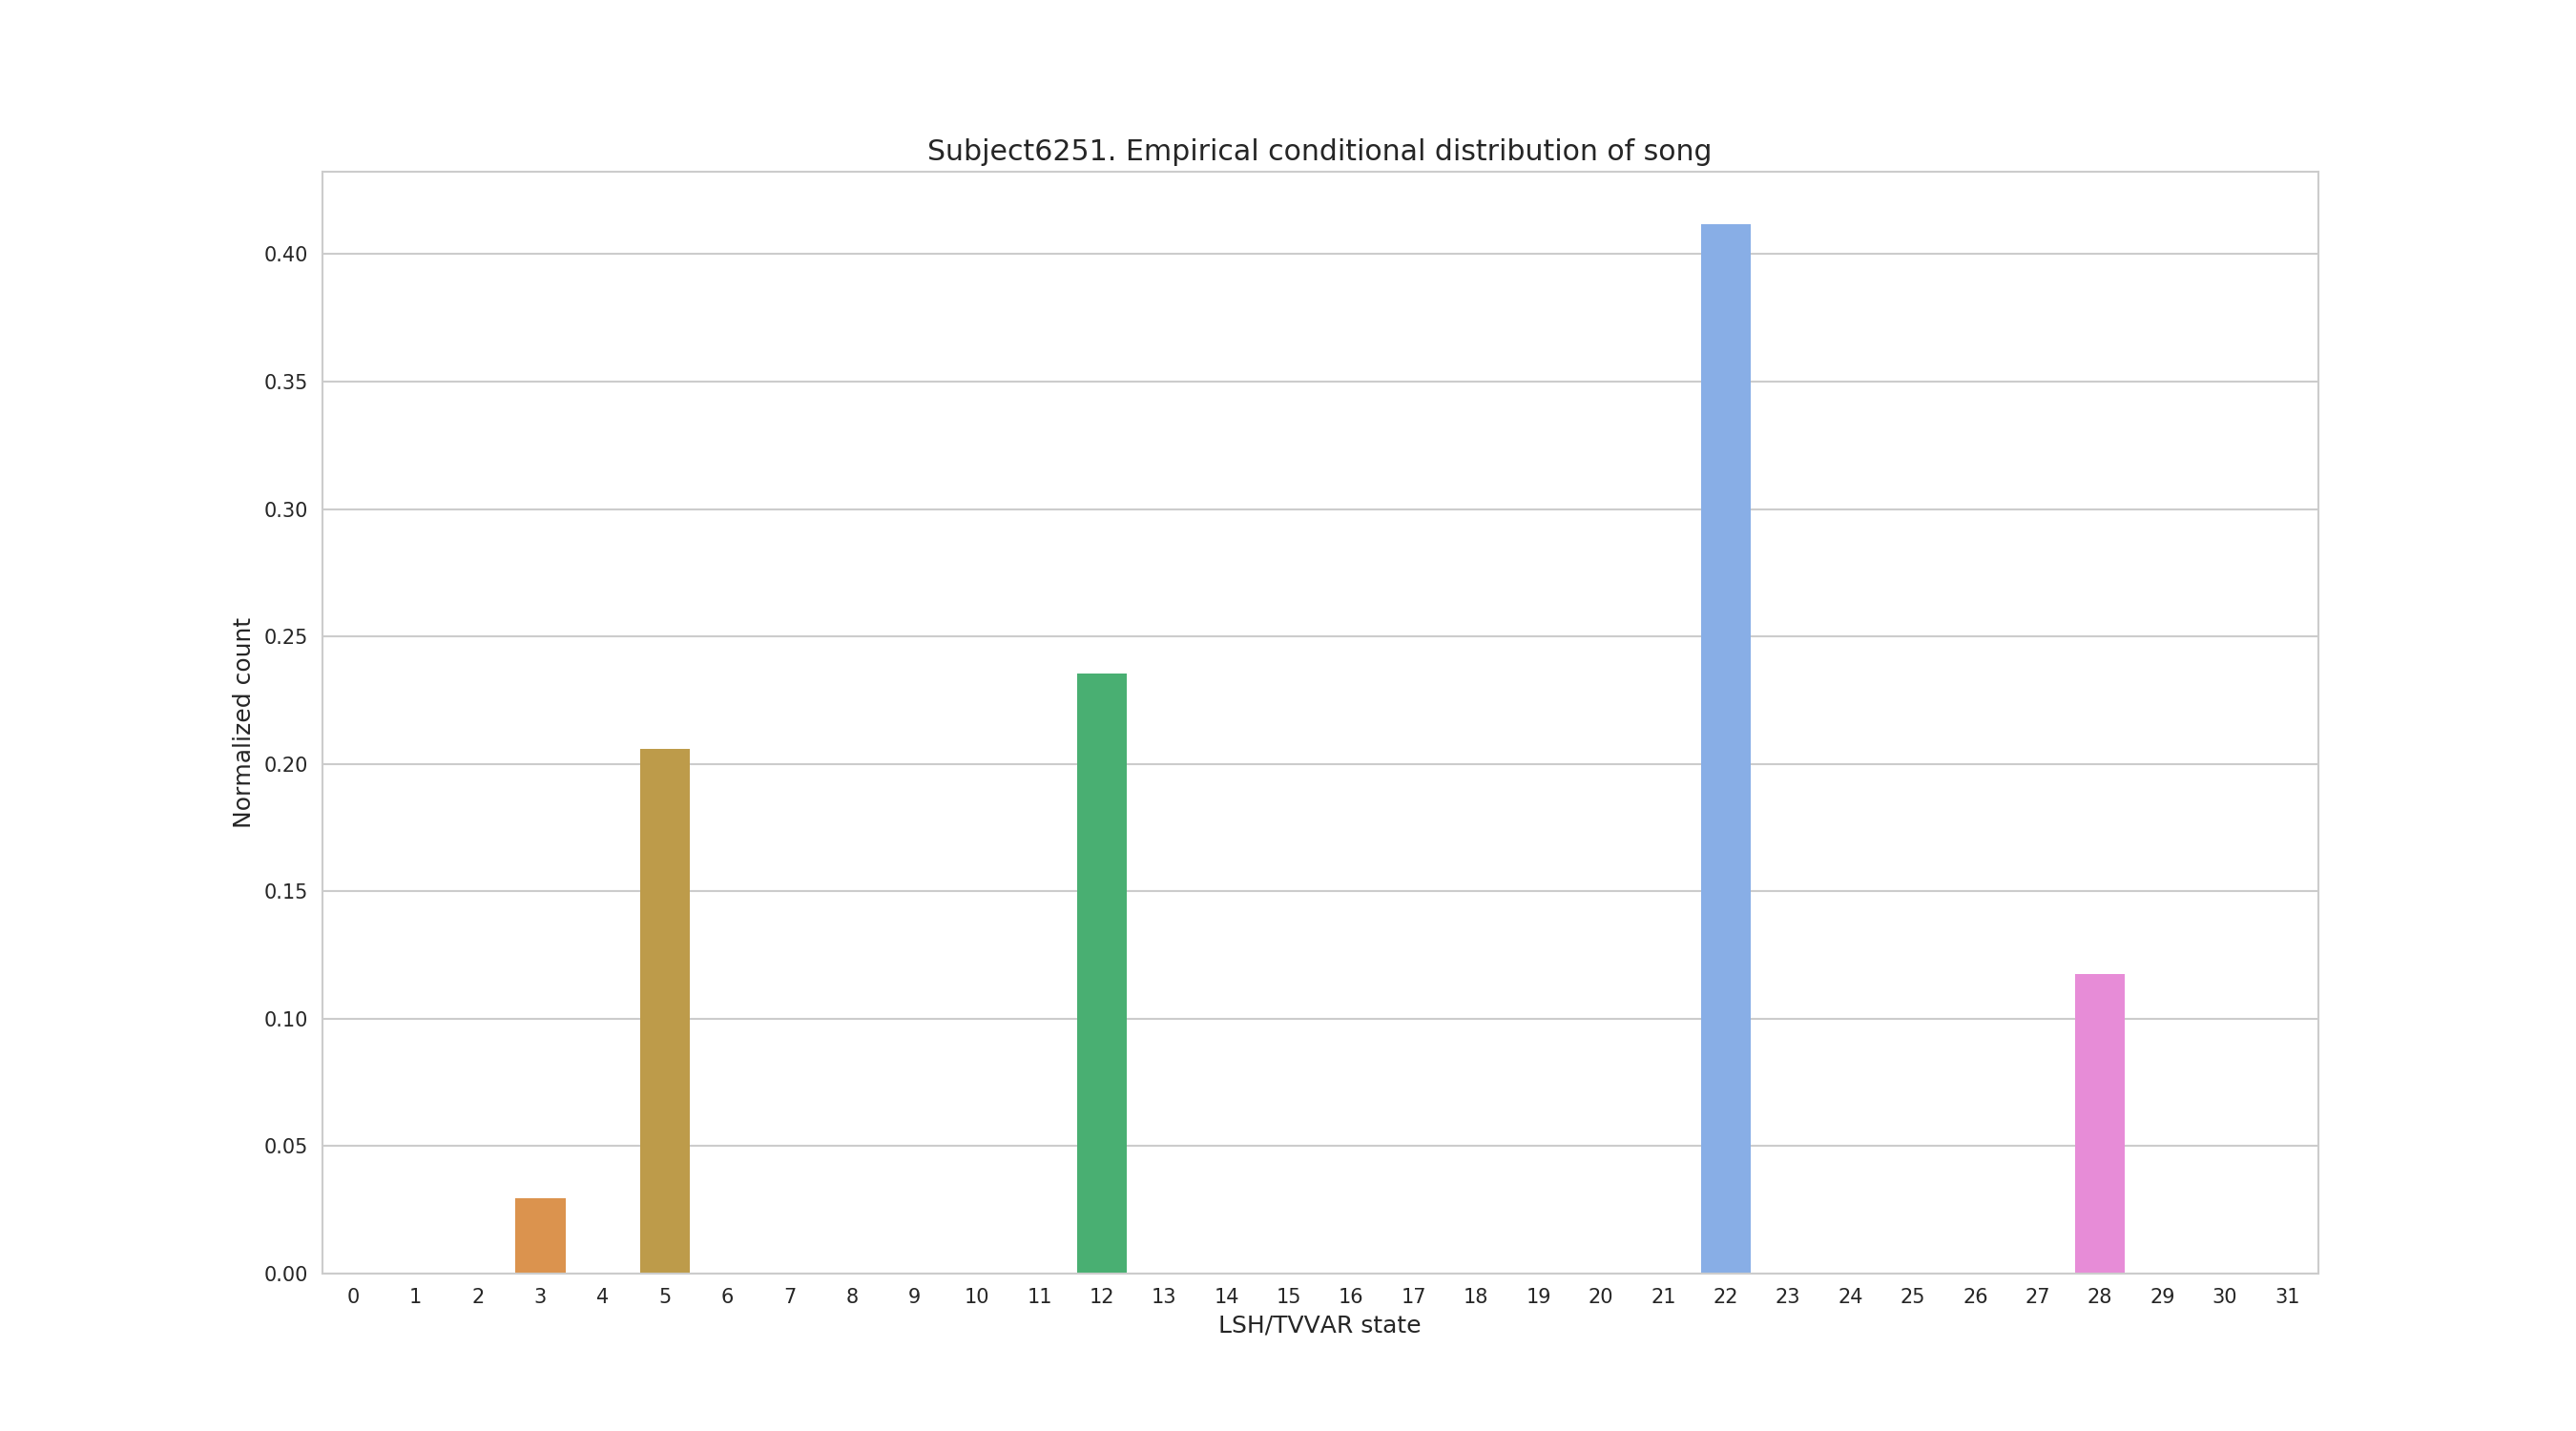 Subject6251. Empirical conditional distribution of song
0.40
0.35
0.30
0.25
0.20
0.15
0.10
0.05
0.00
Normalized count
0 1 2 3 4 5 6 7 8 9 10 11 12 13 14 15 16 17 18 19 20 21 22 23 24 25 26 27 28 29 30 31
LSH/TVVAR state